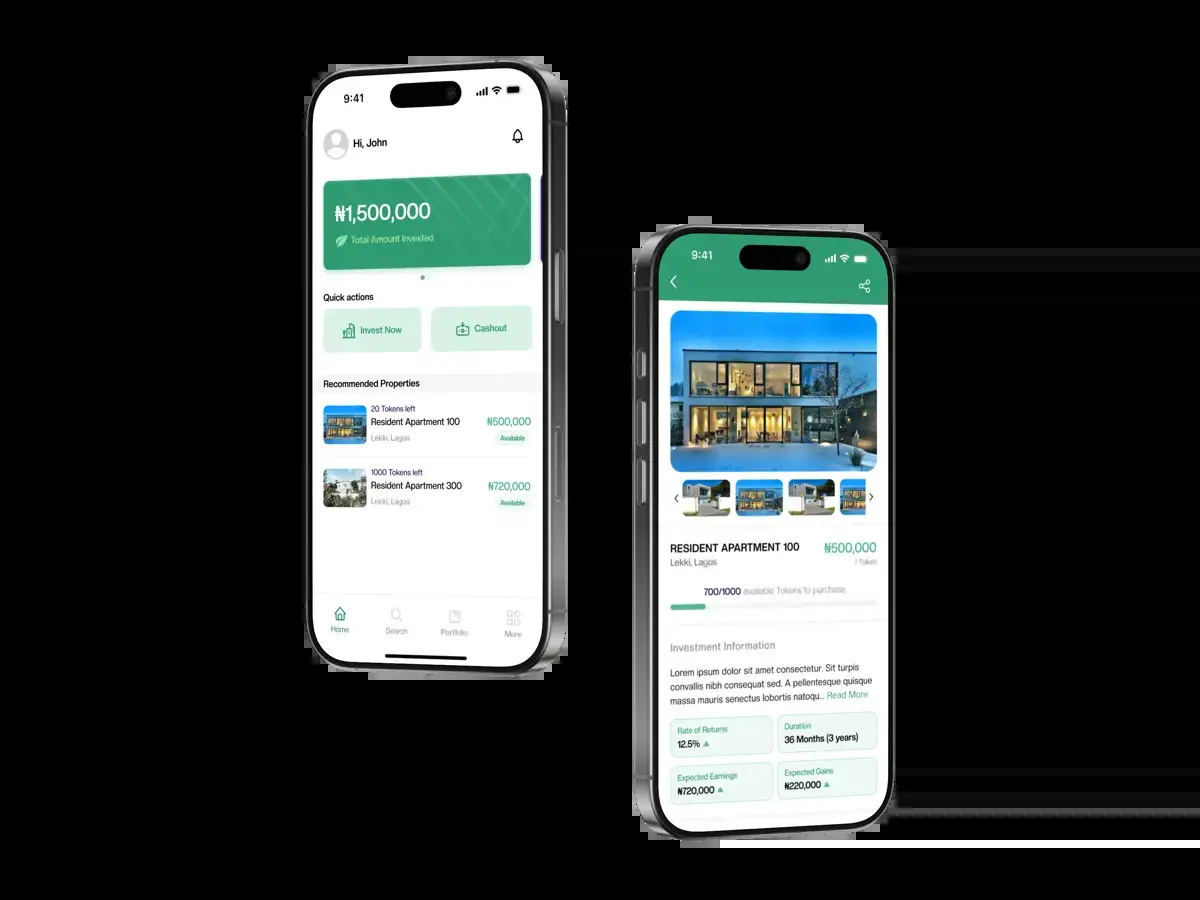 9:41
Hi, John
₦1,500,000
Total Amount Invested
Quick actions
Invest Now
Cashout
Recommended Properties
20 Tokens left
Resident Apartment 100
₦500,000
Lekki, Lagos
Available
1000 Tokens left
Resident Apartment 300
₦720,000
Lekki, Lagos
Available
Home
Search
Portfolio
More
9:41
RESIDENT APARTMENT 100
₦500,000
Lekki, Lagos
/ Token
700/1000 available Tokens to purchase
Investment Information
Lorem ipsum dolor sit amet consectetur. Sit turpis
convallis nibh consequat sed. A pellentesque quisque
massa mauris senectus lobortis natoqu... Read More
Rate of Returns
12.5%
Duration
36 Months (3 years)
Expected Earnings
₦720,000
Expected Gains
₦220,000